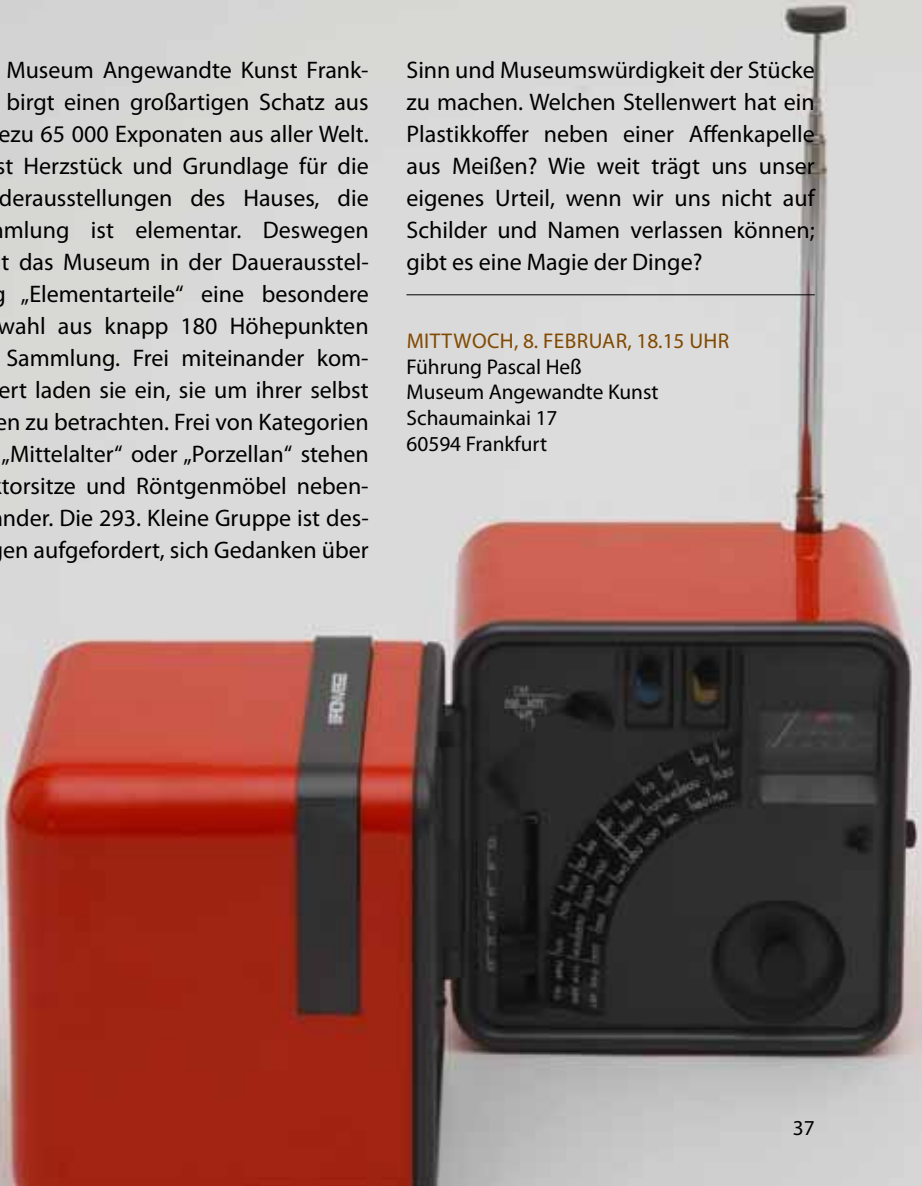 Museum Angewandte Kunst Frank-
birgt einen großartigen Schatz aus
ezu 65 000 Exponaten aus aller Welt.
st Herzstück und Grundlage für die
derausstellungen des Hauses, die
mlung ist elementar. Deswegen
t das Museum in der Dauerausstel-
g „Elementarteile“ eine besondere
wahl aus knapp 180 Höhepunkten
Sammlung. Frei miteinander kom-
ert laden sie ein, sie um ihrer selbst
en zu betrachten. Frei von Kategorien
„Mittelalter“ oder „Porzellan“ stehen
ktorsitze und Röntgenmöbel neben-
ander. Die 293. Kleine Gruppe ist des-
gen aufgefordert, sich Gedanken über
Sinn und Museumswürdigkeit der Stücke
zu machen. Welchen Stellenwert hat ein
Plastikkoffer neben einer Affenkapelle
aus Meißen? Wie weit trägt uns unser
eigenes Urteil, wenn wir uns nicht auf
Schilder und Namen verlassen können;
gibt es eine Magie der Dinge?
MITTWOCH, 8. FEBRUAR, 18.15 UHR
Führung Pascal Heß
Museum Angewandte Kunst
Schaumainkai 17
60594 Frankfurt
37